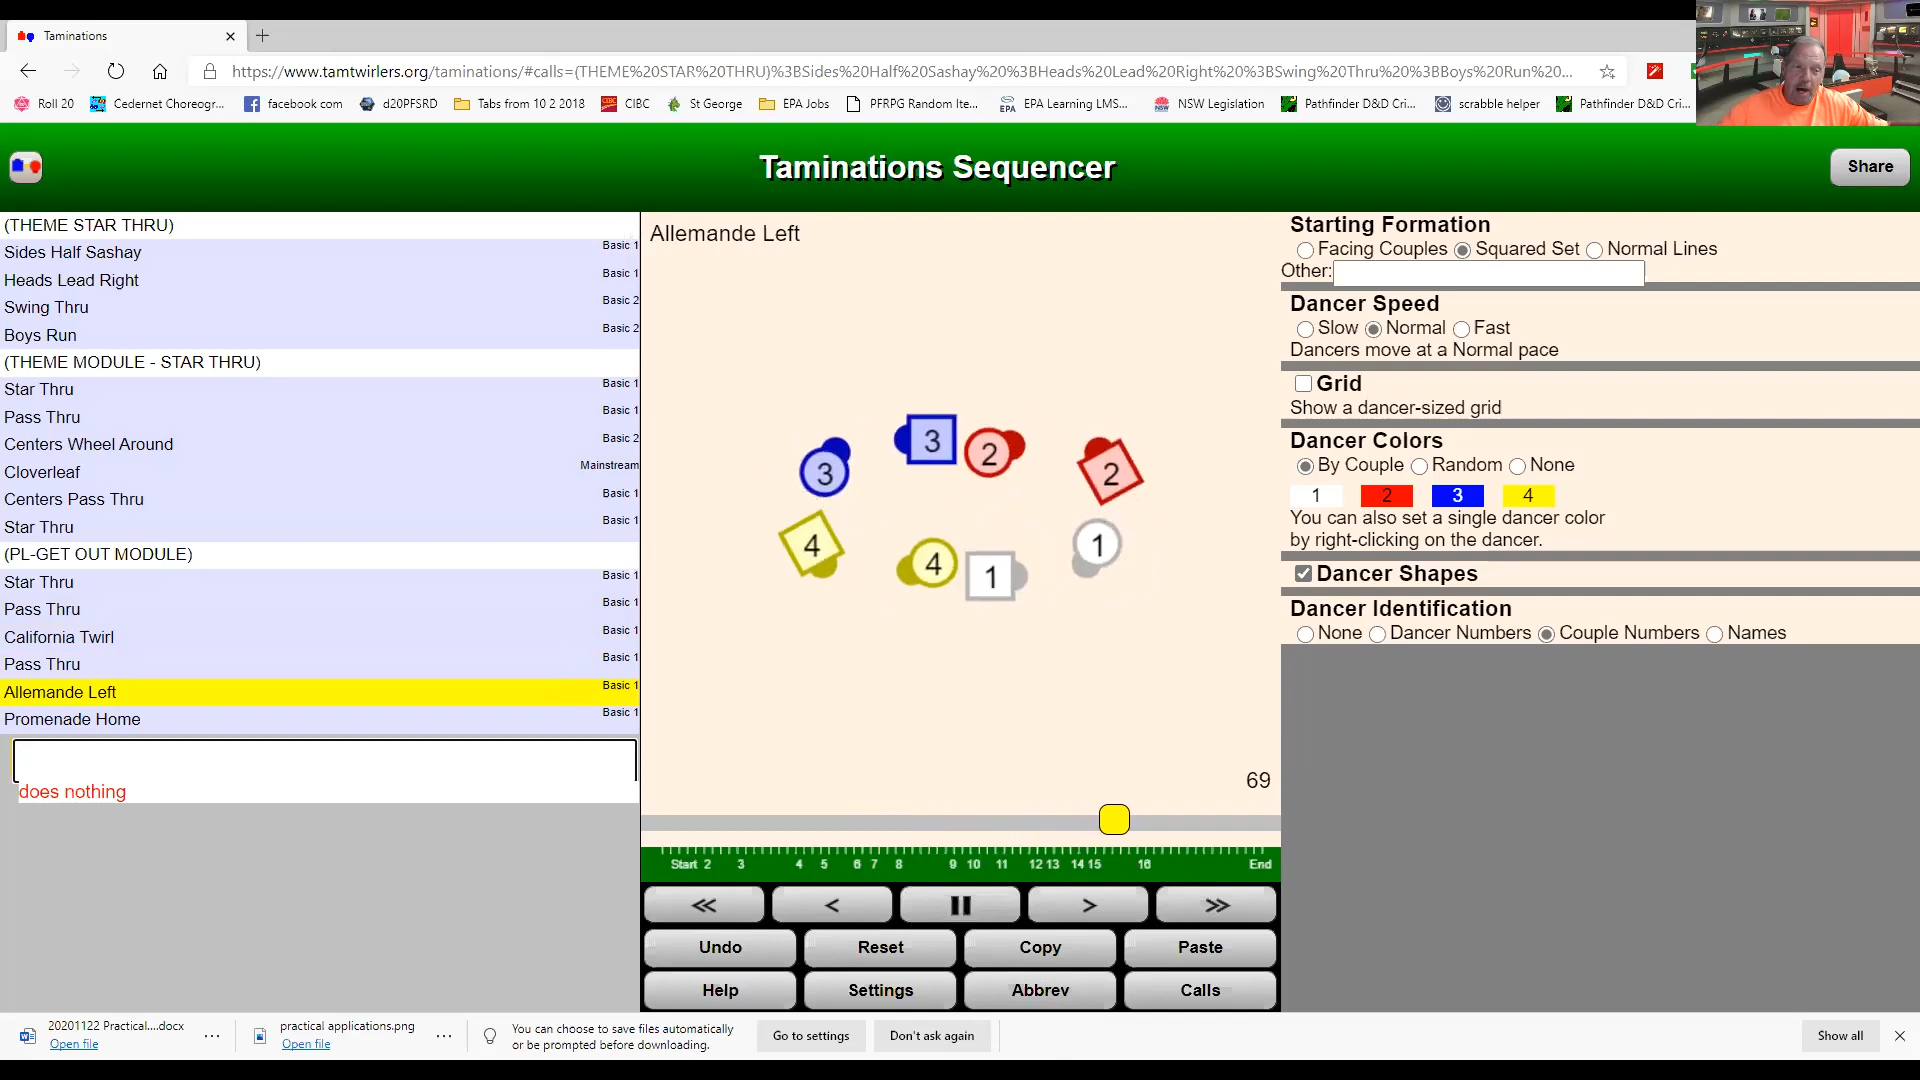 Taminations
https://www.tamtwirlers.org/taminations/#calls=(THEME%20STAR%20THRU)%3BSides%20Half%20Sashay%20%3BHeads%20Lead%20Right%20%3BSwing%20Thru%20%3BBoys%20Run%20...
Roll 20 Cedernet Choreogr... facebook.com d20PFSRD Tabs from 10 2 2018 CIBC St George EPA Jobs PFRPG Random Ite... EPA Learning LMS... NSW Legislation Pathfinder D&D Cri... scrabble helper Pathfinder D&D Cri...
Taminations Sequencer
Share
(THEME STAR THRU)
Sides Half Sashay Basic 1
Heads Lead Right Basic 1
Swing Thru Basic 2
Boys Run Basic 2
(THEME MODULE - STAR THRU)
Star Thru Basic 1
Pass Thru Basic 1
Centers Wheel Around Basic 2
Cloverleaf Mainstream
Centers Pass Thru Basic 1
Star Thru Basic 1
(PL-GET OUT MODULE)
Star Thru Basic 1
Pass Thru Basic 1
California Twirl Basic 1
Pass Thru Basic 1
Allemande Left Basic 1
Promenade Home Basic 1
does nothing
Allemande Left
3 3 2 2
4 4 1 1
69
Start 2 3 4 5 6 7 8 9 10 11 12 13 14 15 16 End
<< < > >>
Undo Reset Copy Paste
Help Settings Abbrev Calls
Starting Formation
Facing Couples Squared Set Normal Lines
Other:
Dancer Speed
Slow Normal Fast
Dancers move at a Normal pace
Grid
Show a dancer-sized grid
Dancer Colors
By Couple Random None
1 2 3 4
You can also set a single dancer color
by right-clicking on the dancer.
Dancer Shapes
Dancer Identification
None Dancer Numbers Couple Numbers Names
20201122 Practical....docx
Open file
practical applications.png
Open file
You can choose to save files automatically
or be prompted before downloading.
Go to settings
Don't ask again
Show all